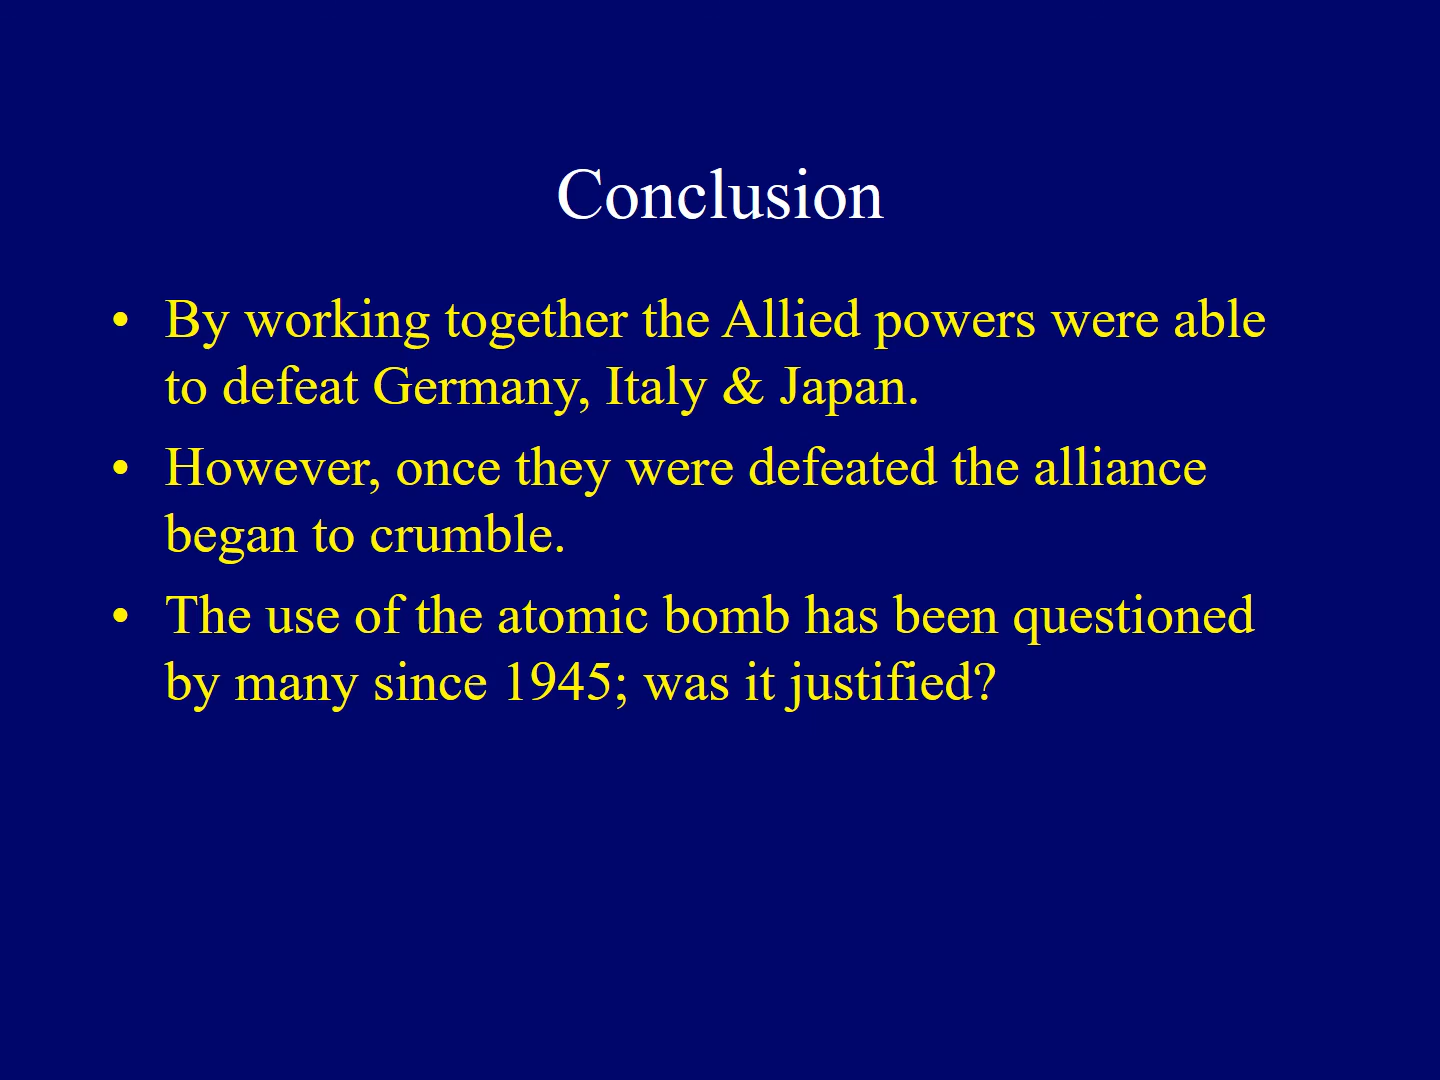 Conclusion
• By working together the Allied powers were able
to defeat Germany, Italy & Japan.
• However, once they were defeated the alliance
began to crumble.
• The use of the atomic bomb has been questioned
by many since 1945; was it justified?